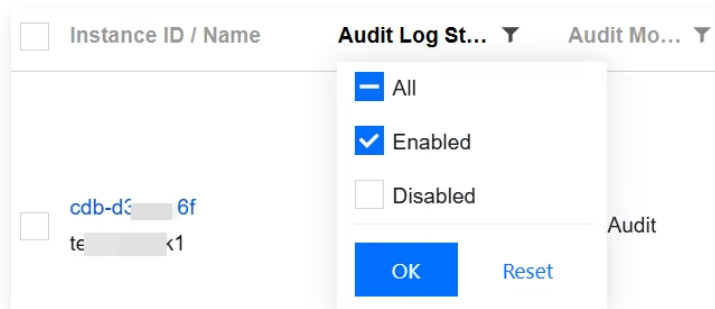 Instance ID / Name Audit Log St... Audit Mo...
All
Enabled
cdb-d3 6f
Disabled
te k1
Audit
OK Reset